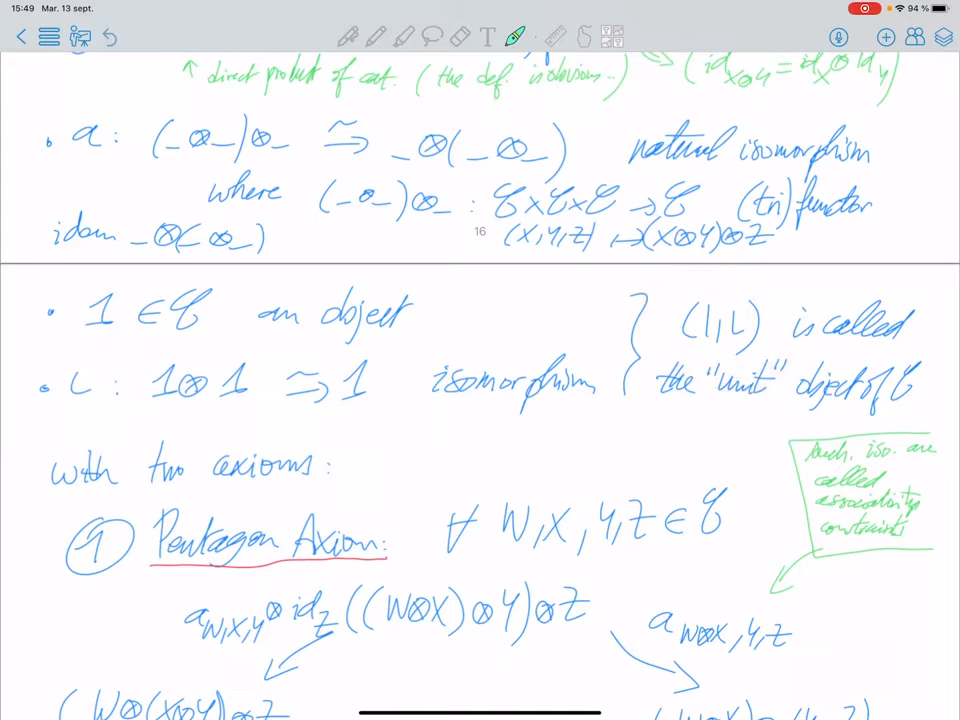 15:49 Mar. 13 sept. 94 %
↑ direct product of cat. (the def. is obvious...) (id_{X⊗Y} = id_X ⊗ id_Y)
• a : (_⊗_)⊗_ ⥲ _⊗(_⊗_) natural isomorphism
where (_⊗_)⊗_ : 𝒞×𝒞×𝒞 → 𝒞 (tri) functor
idem _⊗(_⊗_) 16 (X,Y,Z) ↦ (X⊗Y)⊗Z
• 1 ∈ 𝒞 an object } (1,ι) is called
• ι : 1⊗1 ⥲ 1 isomorphism the "unit" object of 𝒞
with two axioms:
Such iso. are
called
associativity
constraints
① Pentagon Axiom: ∀ W,X,Y,Z ∈ 𝒞
a_{W,X,Y} ⊗ id_Z ((W⊗X)⊗Y)⊗Z a_{W⊗X,Y,Z}
(W⊗(X⊗Y))⊗Z